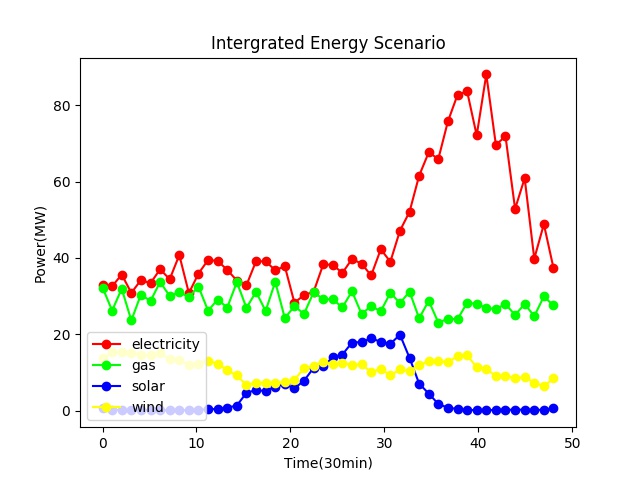 Intergrated Energy Scenario
Power(MW)
80
60
40
20
0
electricity
gas
solar
wind
0 10 20 30 40 50
Time(30min)